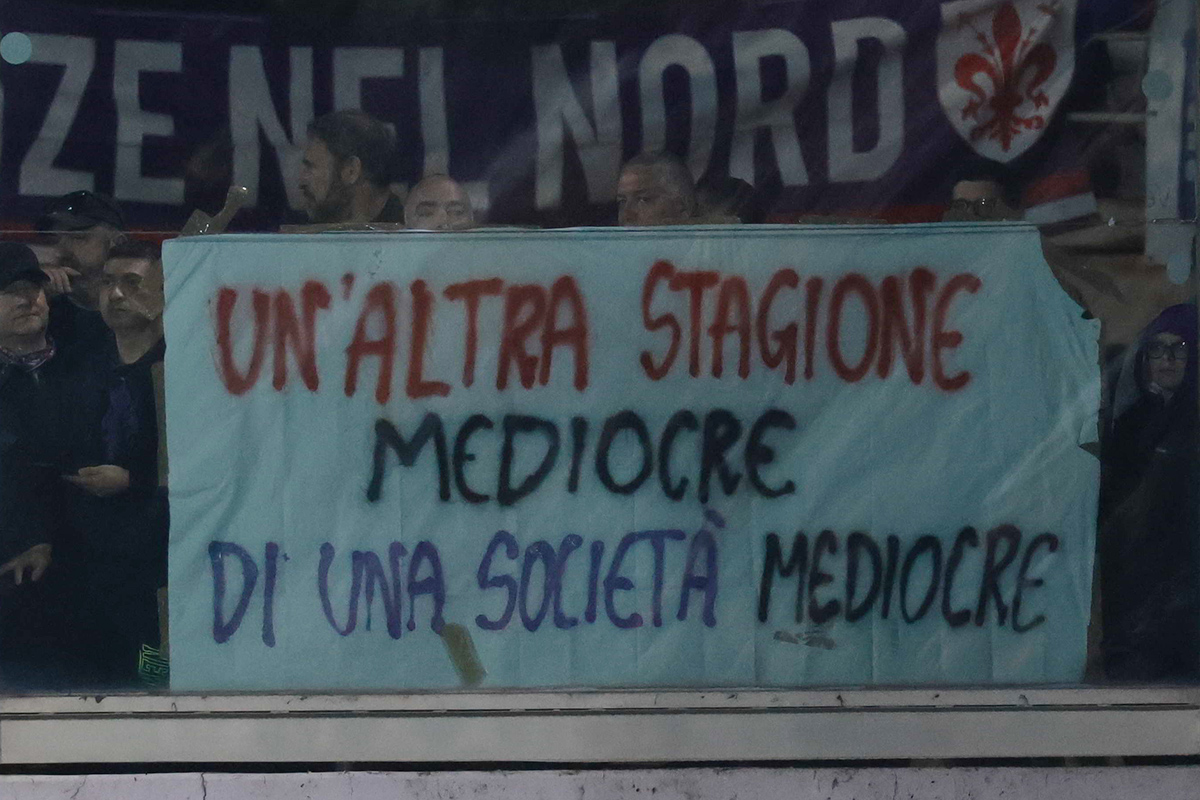 ZE NEL NORD
UN'ALTRA STAGIONE
MEDIOCRE
DI UNA SOCIETÀ MEDIOCRE